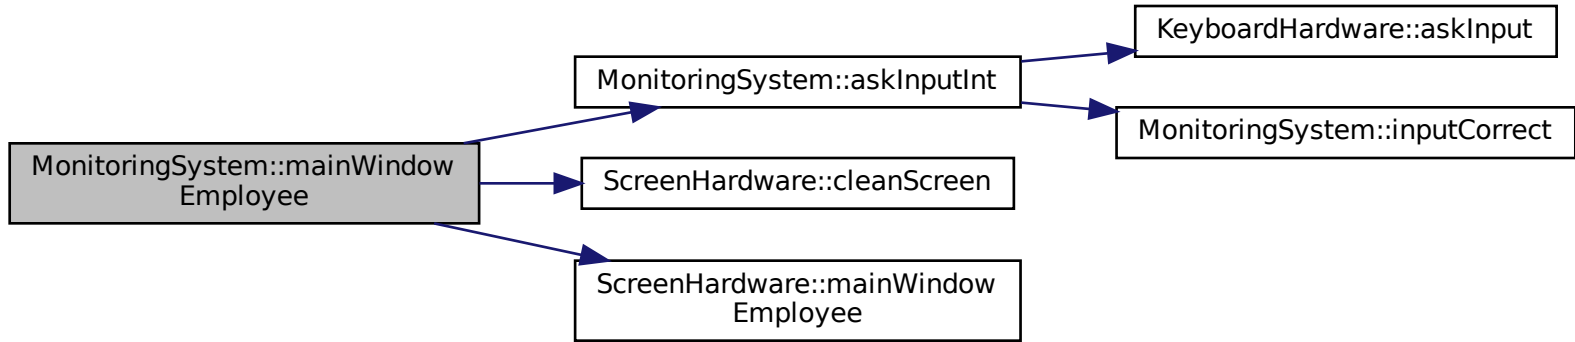 KeyboardHardware::askInput
MonitoringSystem::askInputInt
MonitoringSystem::inputCorrect
MonitoringSystem::mainWindow
Employee
ScreenHardware::cleanScreen
ScreenHardware::mainWindow
Employee